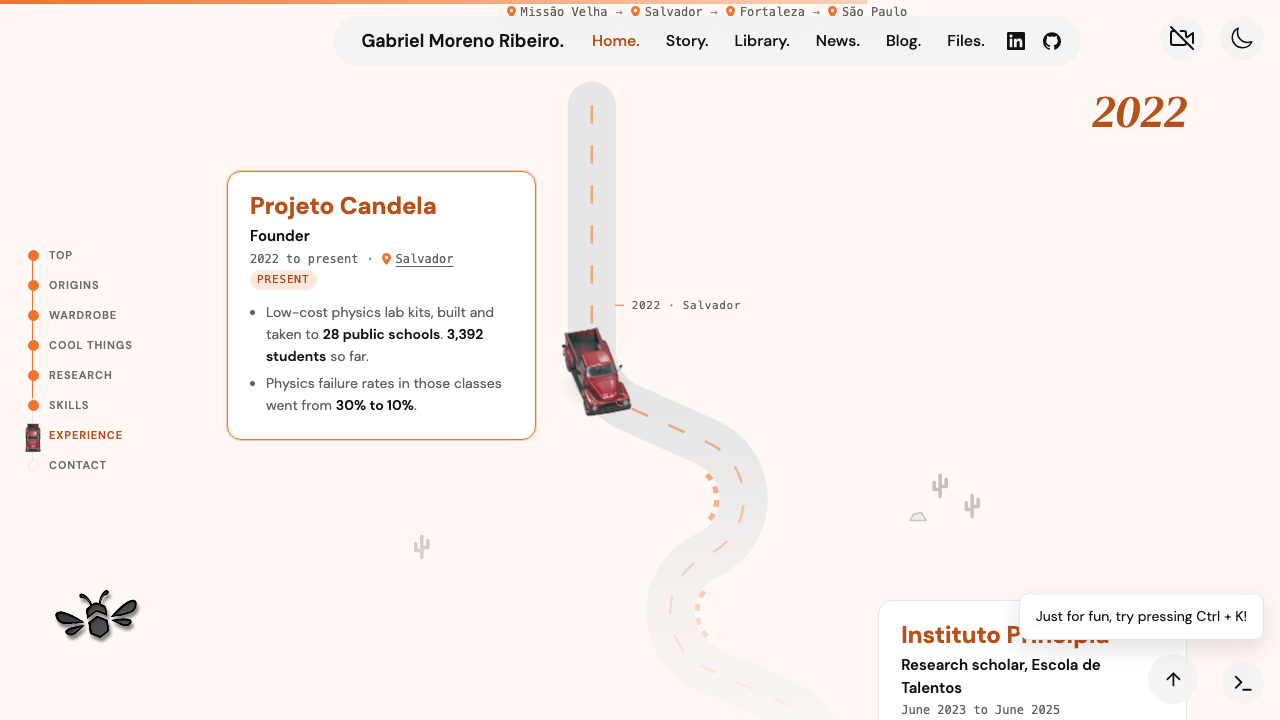 Missão Velha → Salvador → Fortaleza → São Paulo
Gabriel Moreno Ribeiro. Home. Story. Library. News. Blog. Files.
2022
Projeto Candela
Founder
2022 to present · Salvador
PRESENT
Low-cost physics lab kits, built and
taken to 28 public schools. 3,392
students so far.
Physics failure rates in those classes
went from 30% to 10%.
2022 · Salvador
TOP
ORIGINS
WARDROBE
COOL THINGS
RESEARCH
SKILLS
EXPERIENCE
CONTACT
Just for fun, try pressing Ctrl + K!
Instituto Principia
Research scholar, Escola de
Talentos
June 2023 to June 2025